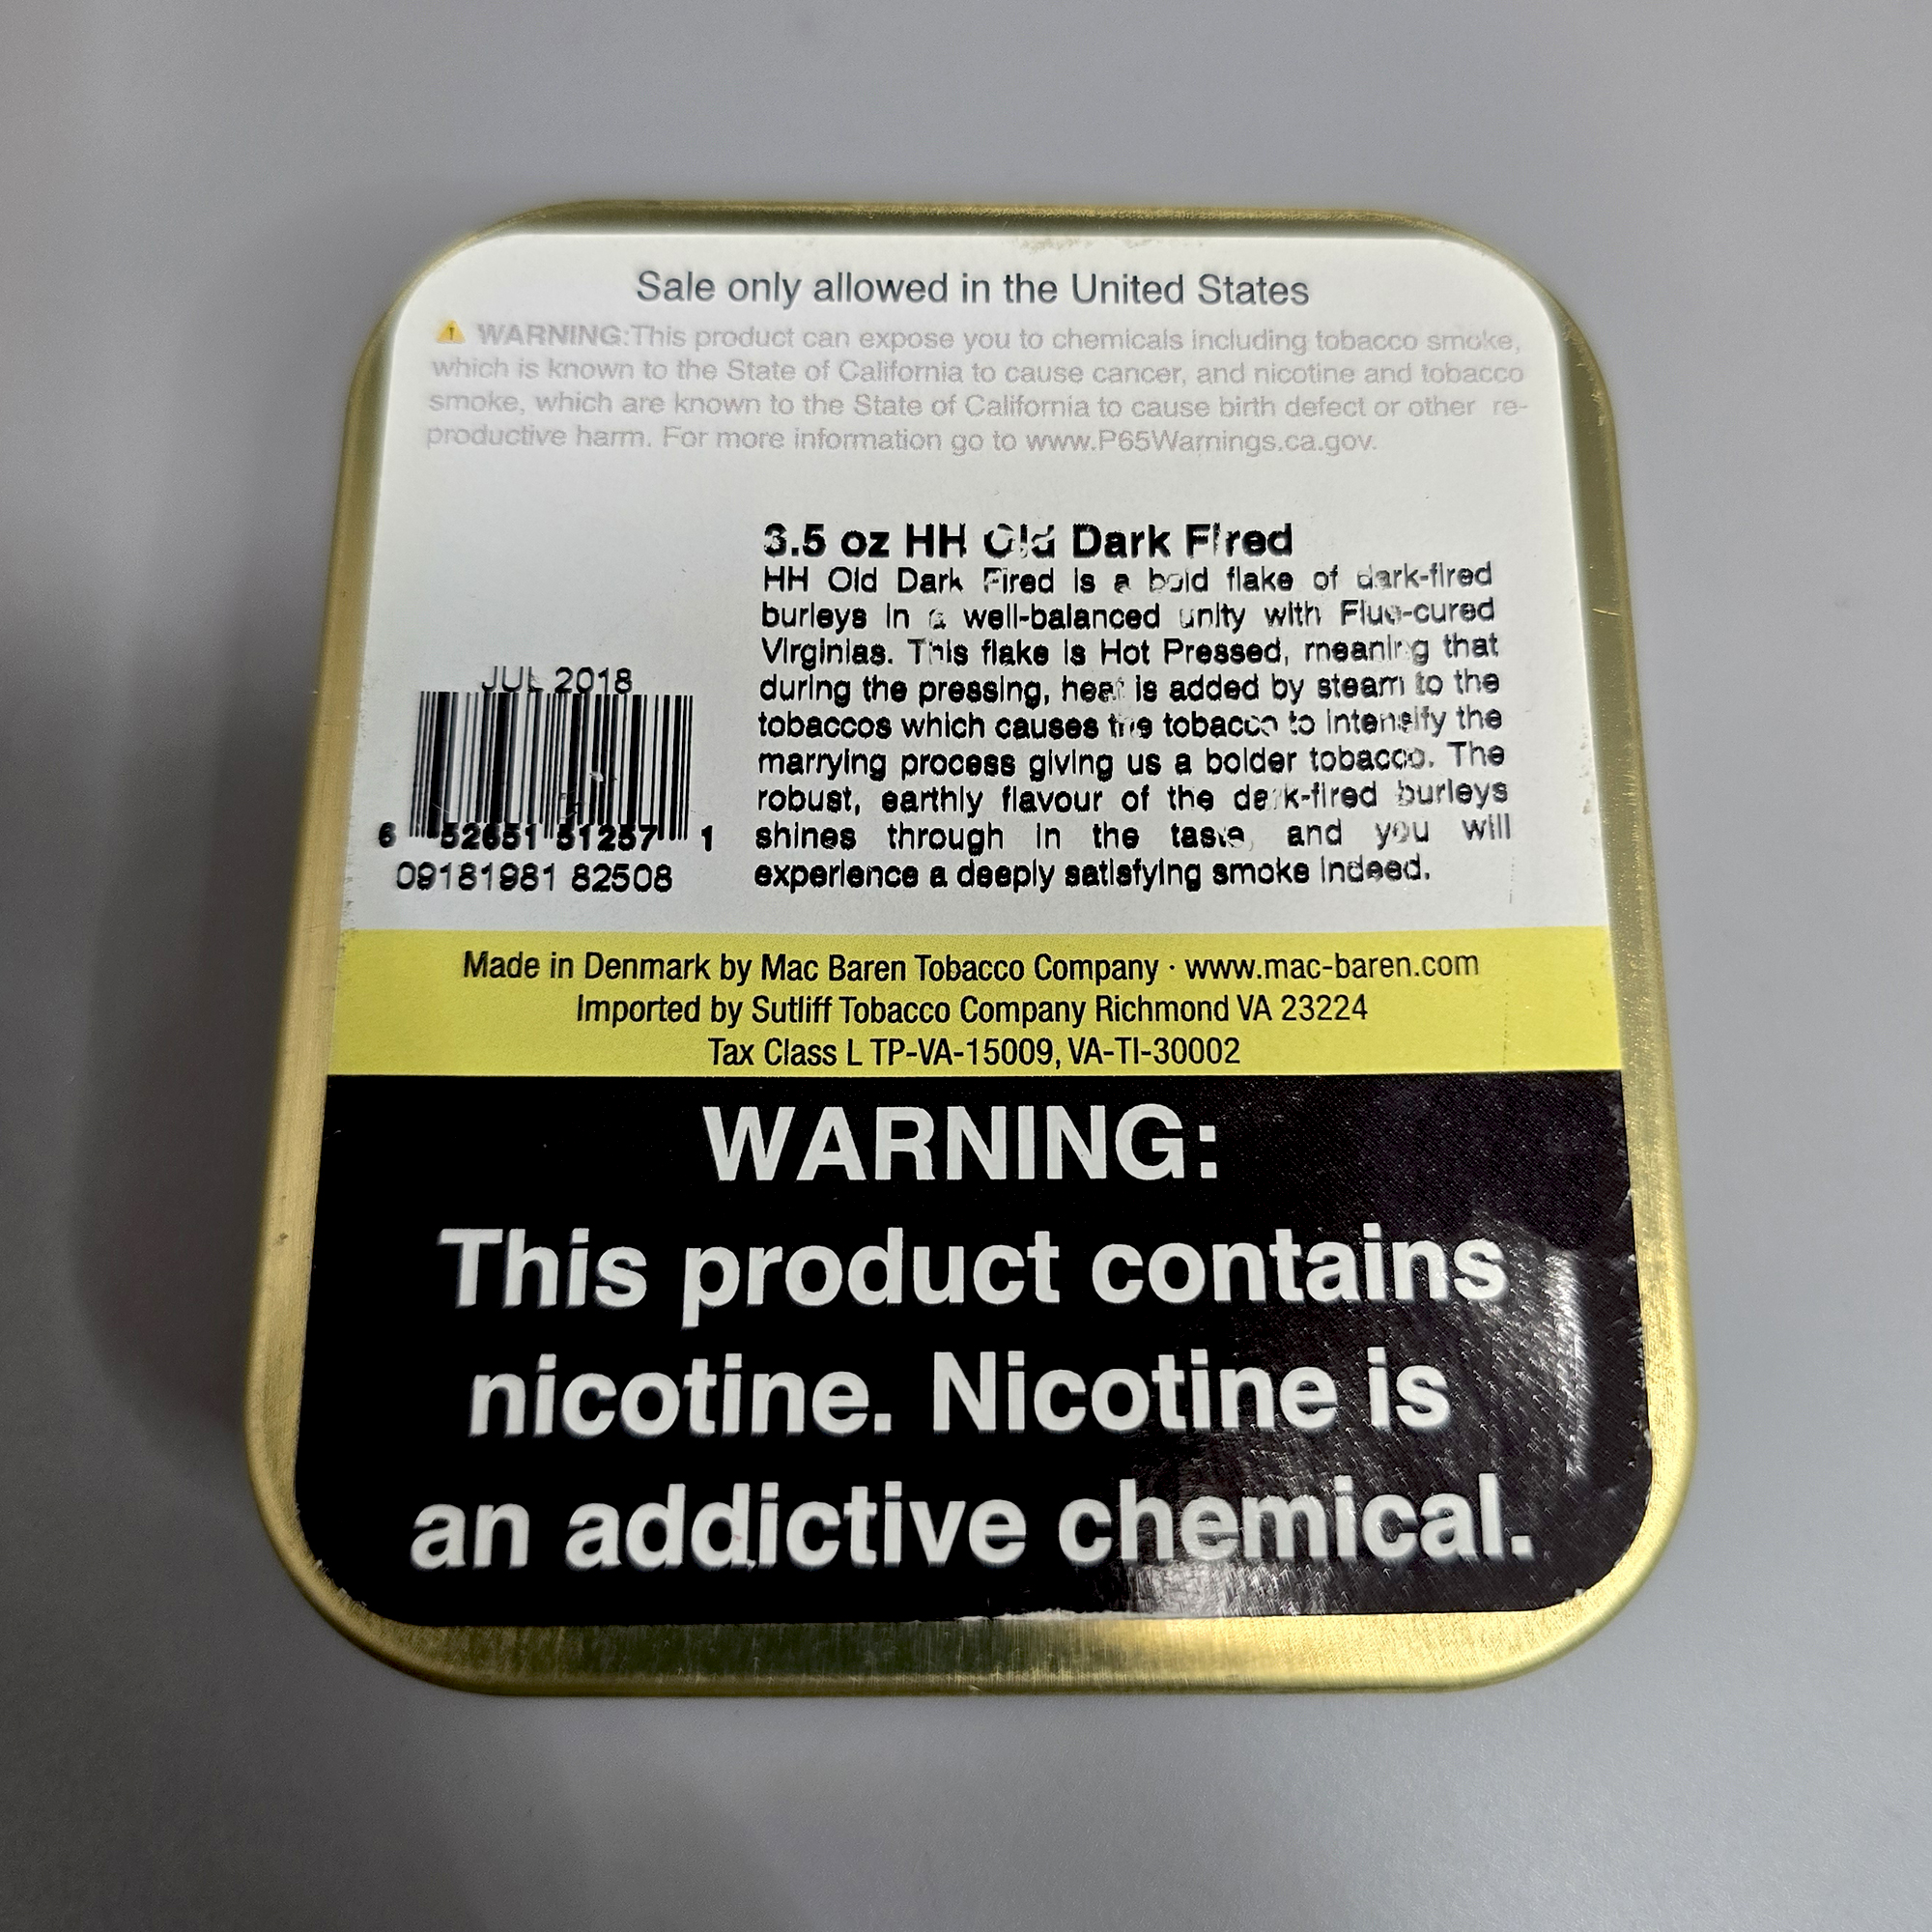 Sale only allowed in the United States
⚠ WARNING:This product can expose you to chemicals including tobacco smoke,
which is known to the State of California to cause cancer, and nicotine and tobacco
smoke, which are known to the State of California to cause birth defect or other re-
productive harm. For more information go to www.P65Warnings.ca.gov.
3.5 oz HH Old Dark Fired
HH Old Dark Fired is a bold flake of dark-fired
burleys in a well-balanced unity with Flue-cured
Virginias. This flake is Hot Pressed, meaning that
during the pressing, heat is added by steam to the
tobaccos which causes the tobacco to intensify the
marrying process giving us a bolder tobacco. The
robust, earthly flavour of the dark-fired burleys
shines through in the taste, and you will
experience a deeply satisfying smoke indeed.
JUL 2018
6 52651 51257 1
09181981 82508
Made in Denmark by Mac Baren Tobacco Company · www.mac-baren.com
Imported by Sutliff Tobacco Company Richmond VA 23224
Tax Class L TP-VA-15009, VA-TI-30002
WARNING:
This product contains
nicotine. Nicotine is
an addictive chemical.